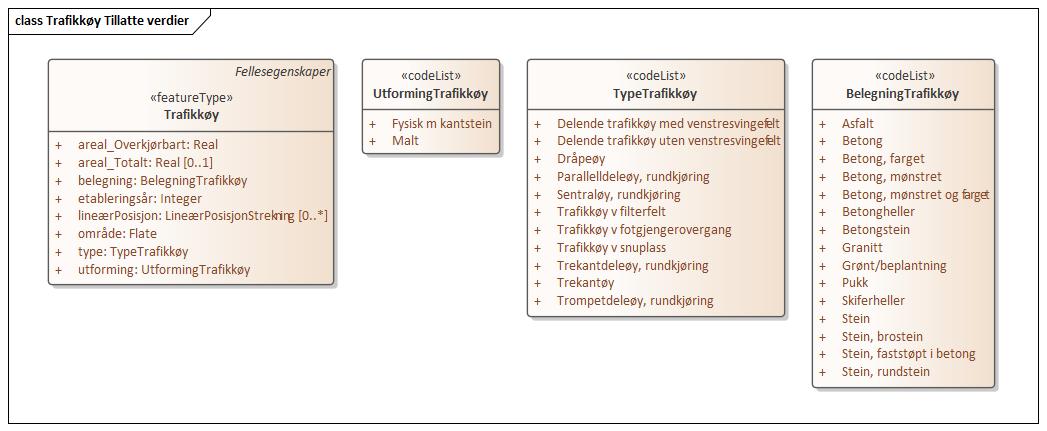 class Trafikkøy Tillatte verdier
Fellesegenskaper
«featureType»
Trafikkøy
+ areal_Overkjørbart: Real
+ areal_Totalt: Real [0..1]
+ belegning: BelegningTrafikkøy
+ etableringsår: Integer
+ lineærPosisjon: LineærPosisjonStrekning [0..*]
+ område: Flate
+ type: TypeTrafikkøy
+ utforming: UtformingTrafikkøy
«codeList»
UtformingTrafikkøy
+ Fysisk m kantstein
+ Malt
«codeList»
TypeTrafikkøy
+ Delende trafikkøy med venstresvingefelt
+ Delende trafikkøy uten venstresvingefelt
+ Dråpeøy
+ Parallelldeleøy, rundkjøring
+ Sentraløy, rundkjøring
+ Trafikkøy v filterfelt
+ Trafikkøy v fotgjengerovergang
+ Trafikkøy v snuplass
+ Trekantdeleøy, rundkjøring
+ Trekantøy
+ Trompetdeleøy, rundkjøring
«codeList»
BelegningTrafikkøy
+ Asfalt
+ Betong
+ Betong, farget
+ Betong, mønstret
+ Betong, mønstret og farget
+ Betongheller
+ Betongstein
+ Granitt
+ Grønt/beplantning
+ Pukk
+ Skiferheller
+ Stein
+ Stein, brostein
+ Stein, faststøpt i betong
+ Stein, rundstein